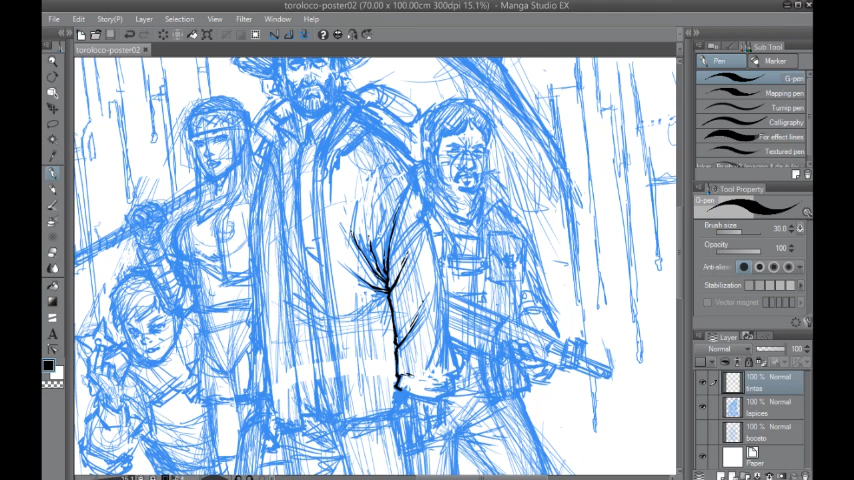 toroloco-poster02 (70.00 x 100.00cm 300dpi 15.1%) - Manga Studio EX
File Edit Story(P) Layer Selection View Filter Window Help
toroloco-poster02
Sub Tool
Pen Marker
G-pen
Mapping pen
Turnip pen
Calligraphy
For effect lines
Textured pen
Tool Property
G-pen
Brush size 30.0
Opacity 100
Anti-alias
Stabilization
Vector magnet
Layer
Normal 100
100 % Normal
tintas
100 % Normal
lapices
100 % Normal
boceto
Paper